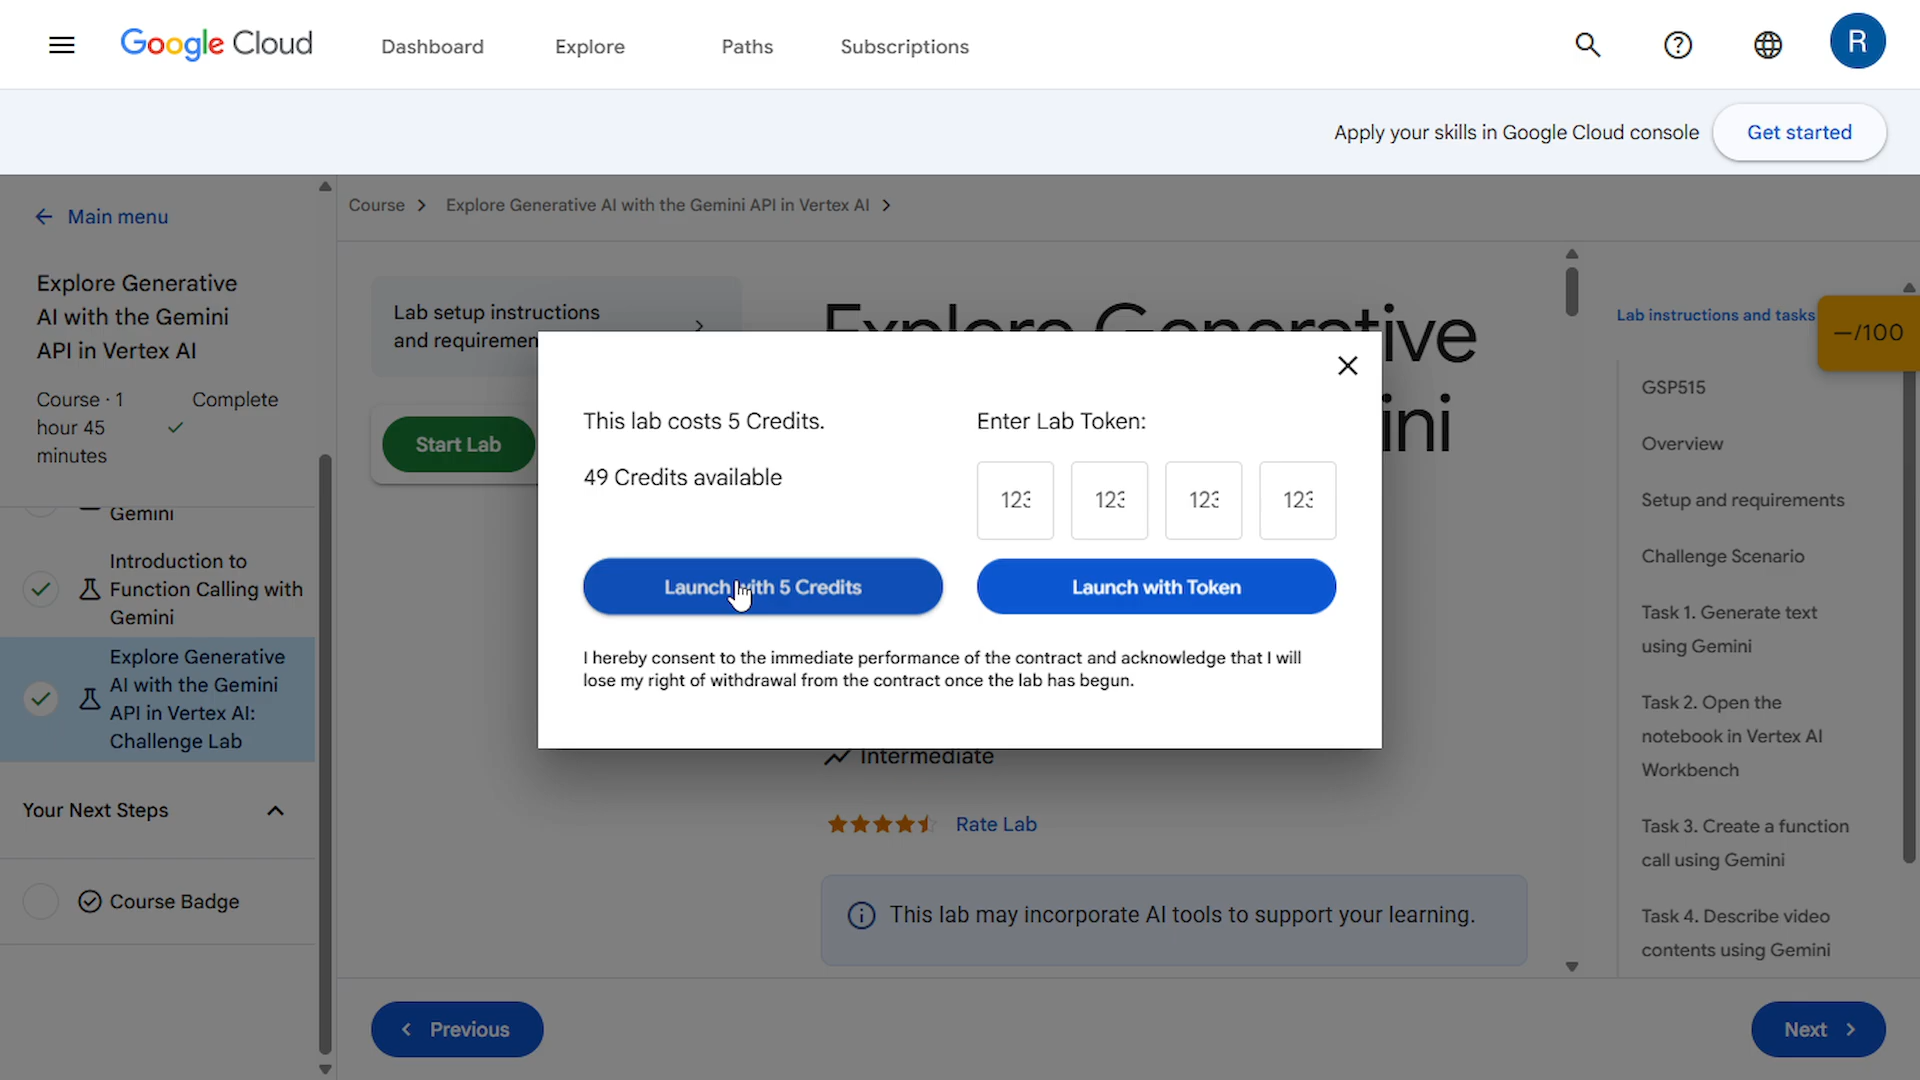 Google Cloud
Dashboard
Explore
Paths
Subscriptions
R
Apply your skills in Google Cloud console
Get started
Main menu
Explore Generative
AI with the Gemini
API in Vertex AI
Course · 1
hour 45
minutes
Complete
Gemini
Introduction to
Function Calling with
Gemini
Explore Generative
AI with the Gemini
API in Vertex AI:
Challenge Lab
Your Next Steps
Course Badge
Course
Explore Generative AI with the Gemini API in Vertex AI
Lab setup instructions
and requiremen
Start Lab
Explore Generative
ini
This lab costs 5 Credits.
49 Credits available
Launch with 5 Credits
Enter Lab Token:
123
123
123
123
Launch with Token
I hereby consent to the immediate performance of the contract and acknowledge that I will
lose my right of withdrawal from the contract once the lab has begun.
Intermediate
Rate Lab
This lab may incorporate AI tools to support your learning.
Previous
Next
Lab instructions and tasks
—/100
GSP515
Overview
Setup and requirements
Challenge Scenario
Task 1. Generate text
using Gemini
Task 2. Open the
notebook in Vertex AI
Workbench
Task 3. Create a function
call using Gemini
Task 4. Describe video
contents using Gemini